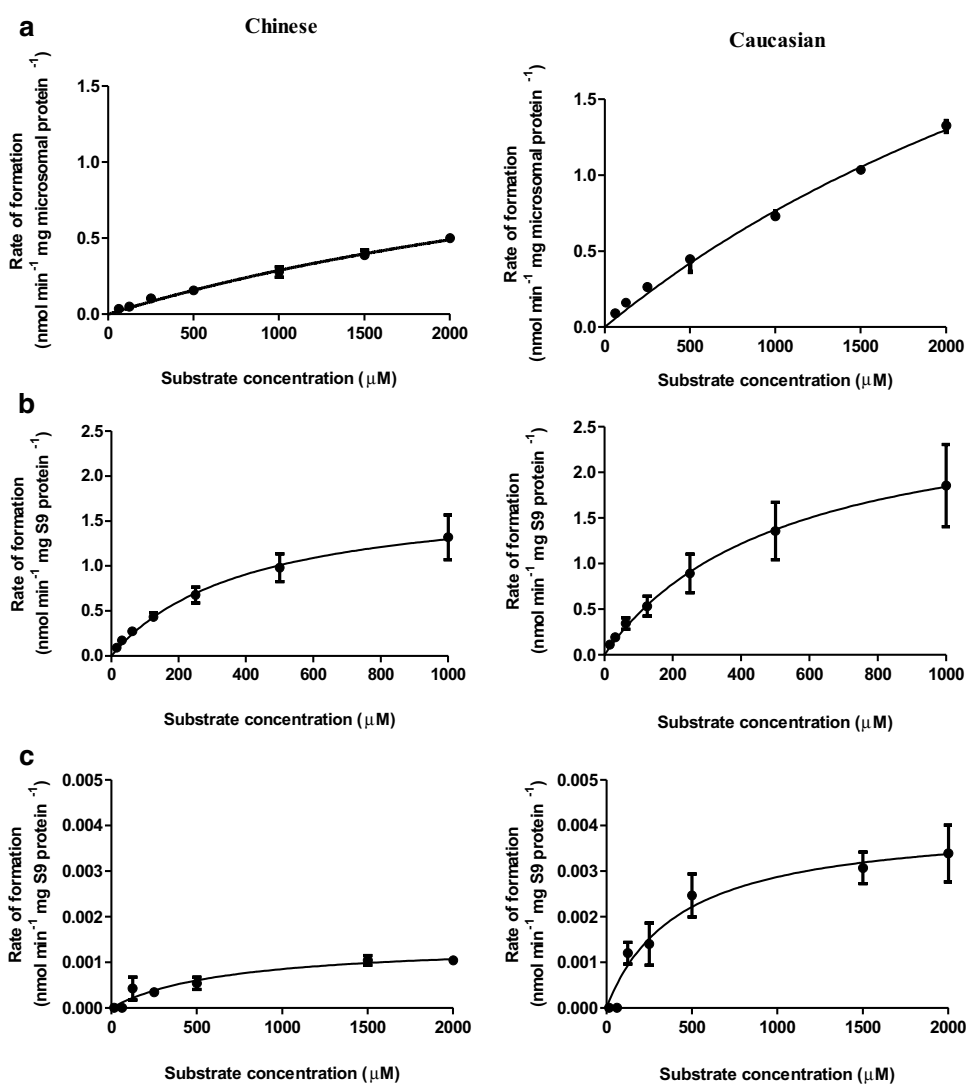 a
Chinese
Caucasian
Rate of formation
(nmol min⁻¹ mg microsomal protein ⁻¹)
1.5
1.0
0.5
0.0
0 500 1000 1500 2000
Substrate concentration (μM)
Rate of formation
(nmol min⁻¹ mg microsomal protein ⁻¹)
1.5
1.0
0.5
0.0
0 500 1000 1500 2000
Substrate concentration (μM)
b
Rate of formation
(nmol min⁻¹ mg S9 protein ⁻¹)
2.5
2.0
1.5
1.0
0.5
0.0
0 200 400 600 800 1000
Substrate concentration (μM)
Rate of formation
(nmol min⁻¹ mg S9 protein ⁻¹)
2.5
2.0
1.5
1.0
0.5
0.0
0 200 400 600 800 1000
Substrate concentration (μM)
c
Rate of formation
(nmol min⁻¹ mg S9 protein ⁻¹)
0.005
0.004
0.003
0.002
0.001
0.000
0 500 1000 1500 2000
Substrate concentration (μM)
Rate of formation
(nmol min⁻¹ mg S9 protein ⁻¹)
0.005
0.004
0.003
0.002
0.001
0.000
0 500 1000 1500 2000
Substrate concentration (μM)